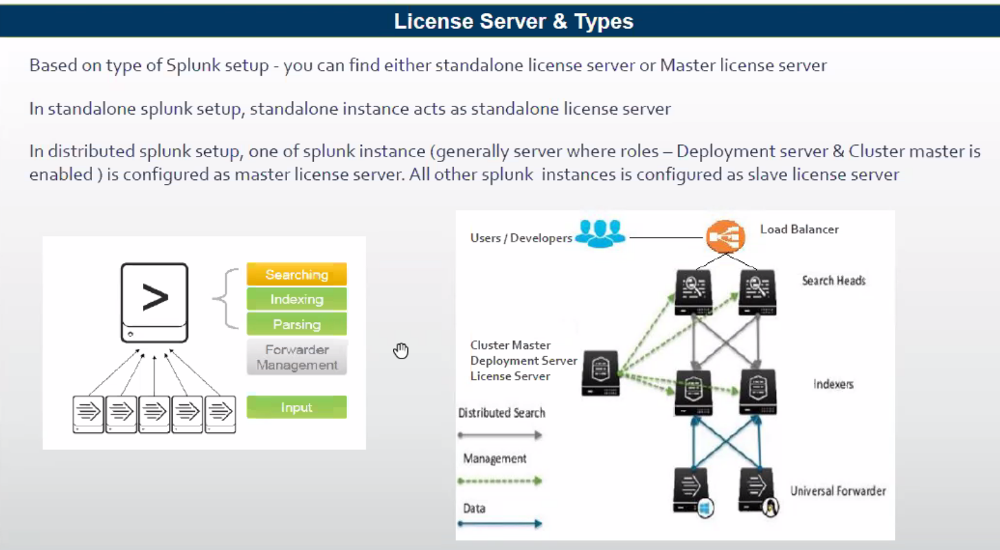 License Server & Types
Based on type of Splunk setup - you can find either standalone license server or Master license server
In standalone splunk setup, standalone instance acts as standalone license server
In distributed splunk setup, one of splunk instance (generally server where roles – Deployment server & Cluster master is
enabled ) is configured as master license server. All other splunk instances is configured as slave license server
Searching
Indexing
Parsing
Forwarder
Management
Input
Users / Developers
Load Balancer
Search Heads
Cluster Master
Deployment Server
License Server
Indexers
Distributed Search
Management
Data
Universal Forwarder